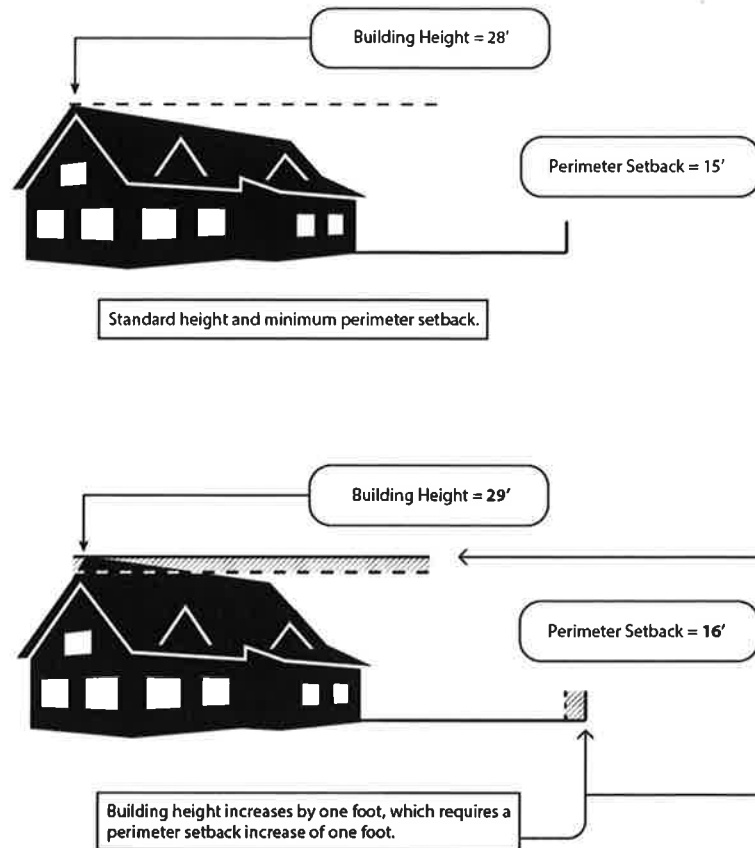 Building Height = 28'
Perimeter Setback = 15'
Standard height and minimum perimeter setback.
Building Height = 29'
Perimeter Setback = 16'
Building height increases by one foot, which requires a
perimeter setback increase of one foot.